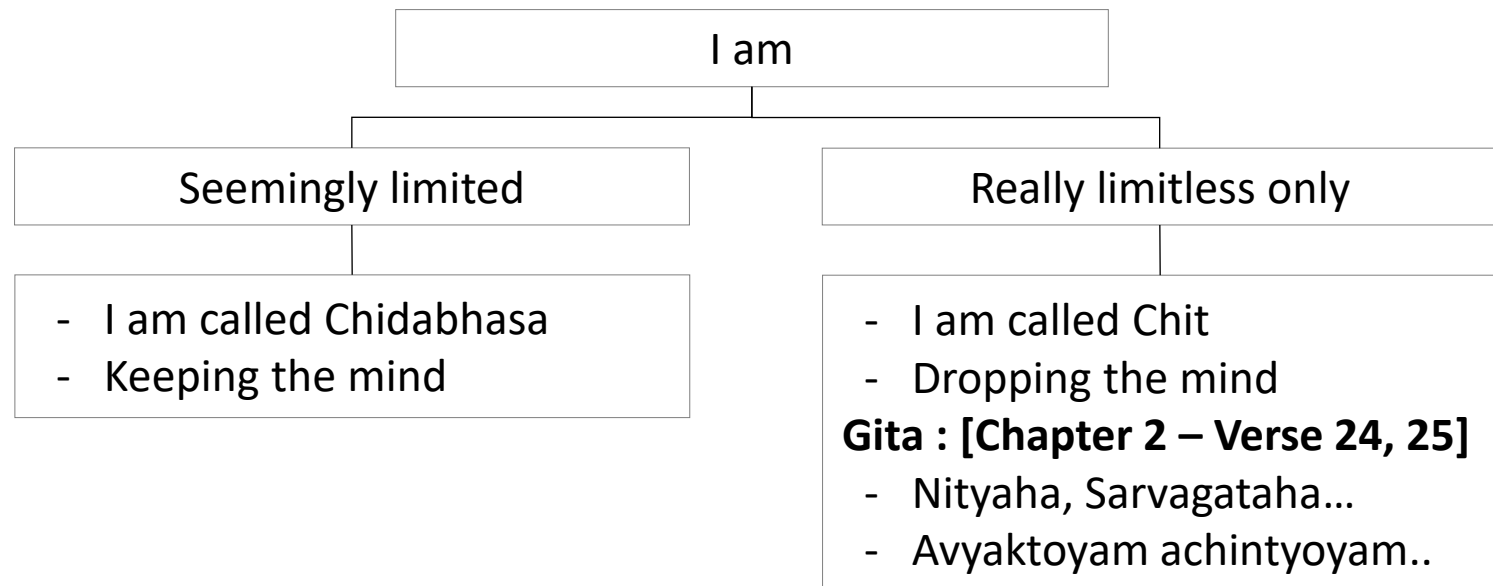 I am
Seemingly limited
- I am called Chidabhasa
- Keeping the mind
Really limitless only
- I am called Chit
- Dropping the mind
Gita : [Chapter 2 – Verse 24, 25]
- Nityaha, Sarvagataha…
- Avyaktoyam achintyoyam..